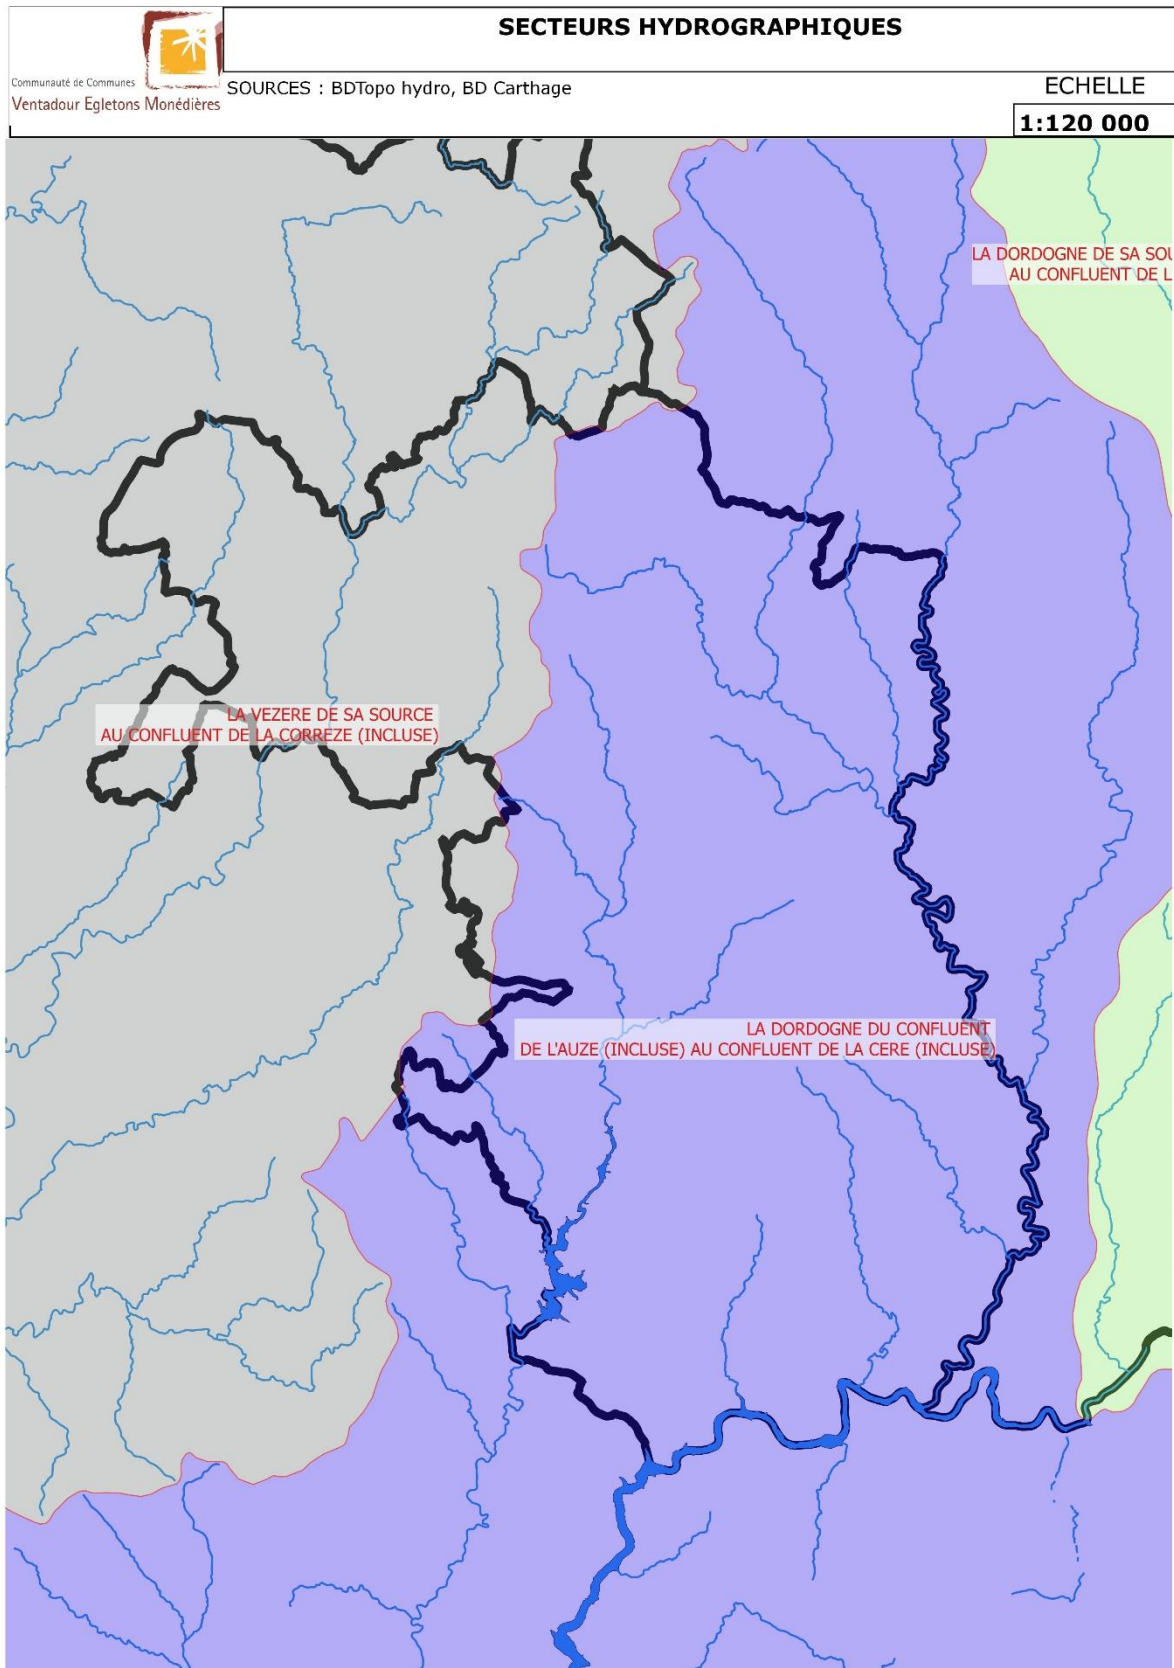 SECTEURS HYDROGRAPHIQUES
Communauté de Communes
Ventadour Egletons Monédières
SOURCES : BDTopo hydro, BD Carthage
ECHELLE
1:120 000
LA DORDOGNE DE SA
AU CONFLUENT DE
LA VEZERE DE SA SOURCE
AU CONFLUENT DE LA CORREZE (INCLUSE)
LA DORDOGNE DU CONFLUENT
DE L'AUZE (INCLUSE) AU CONFLUENT DE LA CERE (INCLUSE)